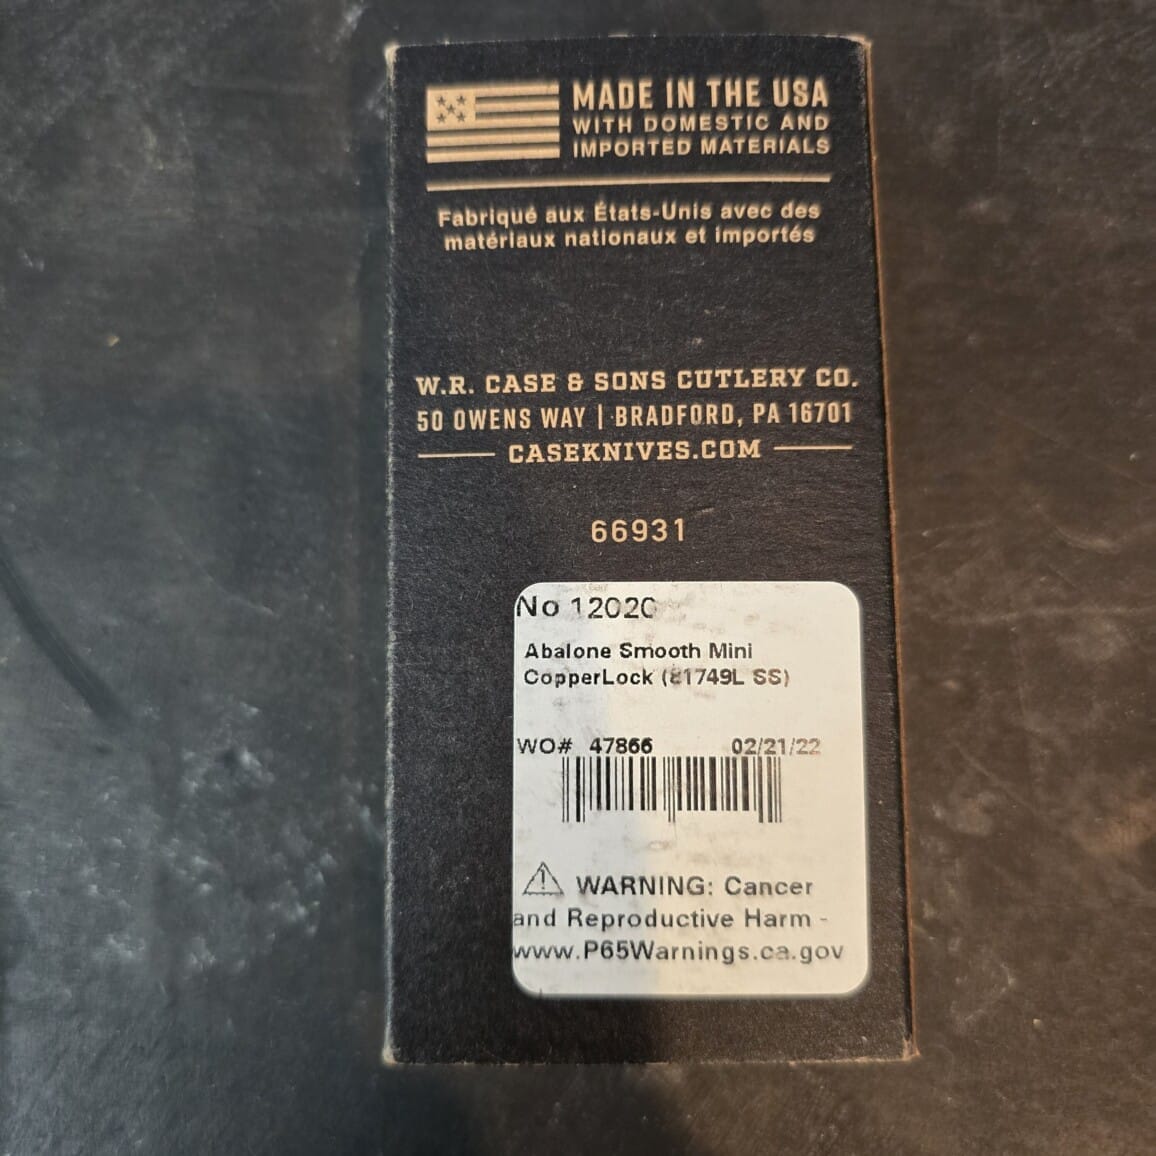 MADE IN THE USA
WITH DOMESTIC AND
IMPORTED MATERIALS
Fabriqué aux États-Unis avec des
matériaux nationaux et importés
W.R. CASE & SONS CUTLERY CO.
50 OWENS WAY | BRADFORD, PA 16701
CASEKNIVES.COM
66931
No 12020
Abalone Smooth Mini
CopperLock (81749L SS)
WO# 47866 02/21/22
WARNING: Cancer
and Reproductive Harm -
www.P65Warnings.ca.gov